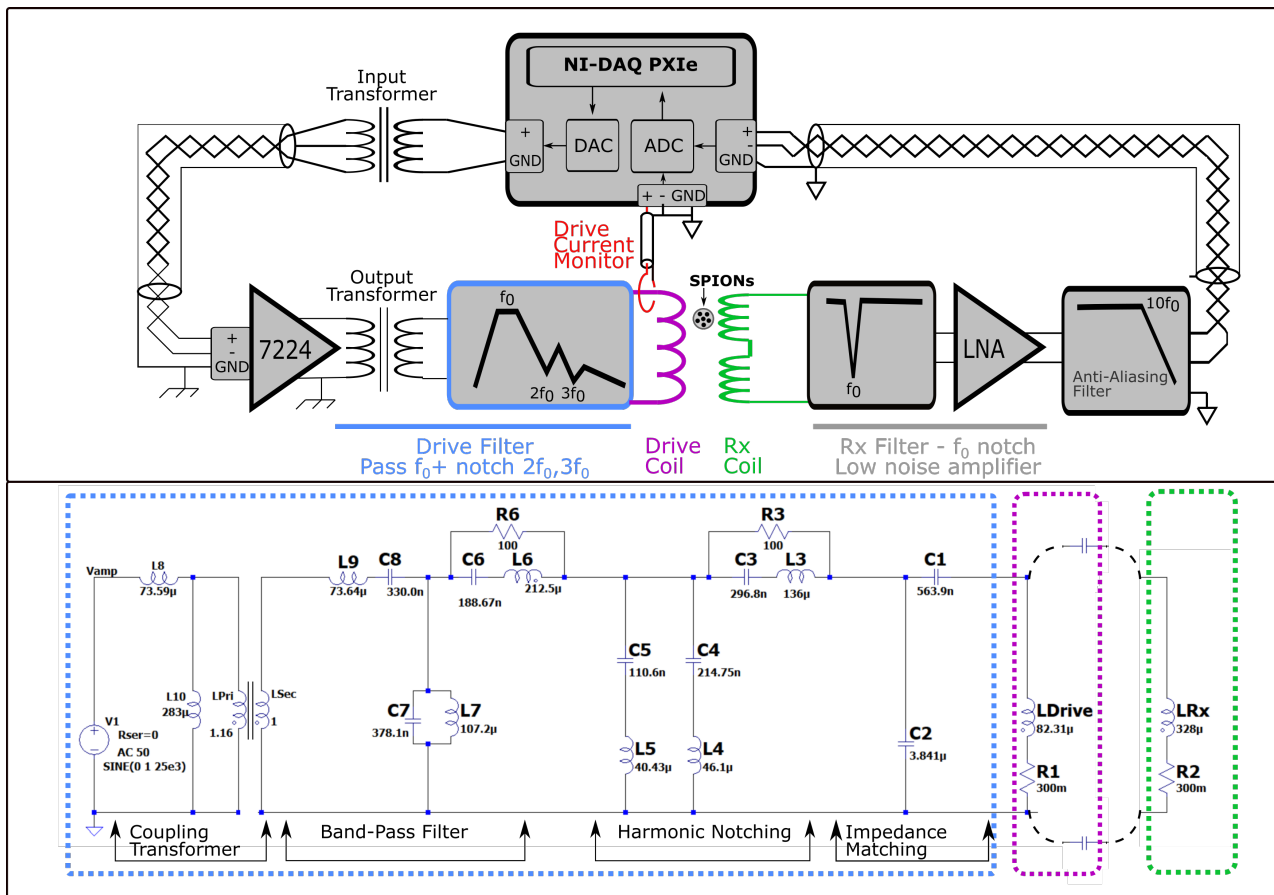 NI-DAQ PXIe
Input
Transformer
+
GND
DAC
ADC
+
-
GND
+ - GND
Drive
Current
Monitor
Output
Transformer
SPIONs
f₀
2f₀ 3f₀
+
-
GND
7224
f₀
LNA
10f₀
Anti-Aliasing
Filter
Drive Filter
Pass f₀+ notch 2f₀,3f₀
Drive
Coil
Rx
Coil
Rx Filter - f₀ notch
Low noise amplifier
Vamp
L8
73.59µ
L9
73.64µ
C8
330.0n
R6
100
C6
188.67n
L6
212.5µ
R3
100
C3
296.8n
L3
136µ
C1
563.9n
V1
Rser=0
AC 50
SINE(0 1 25e3)
L10
283µ
LPri
1.16
LSec
1
C7
378.1n
L7
107.2µ
C5
110.6n
L5
40.43µ
C4
214.75n
L4
46.1µ
C2
3.841µ
LDrive
82.31µ
R1
300m
LRx
328µ
R2
300m
Coupling
Transformer
Band-Pass Filter
Harmonic Notching
Impedance
Matching